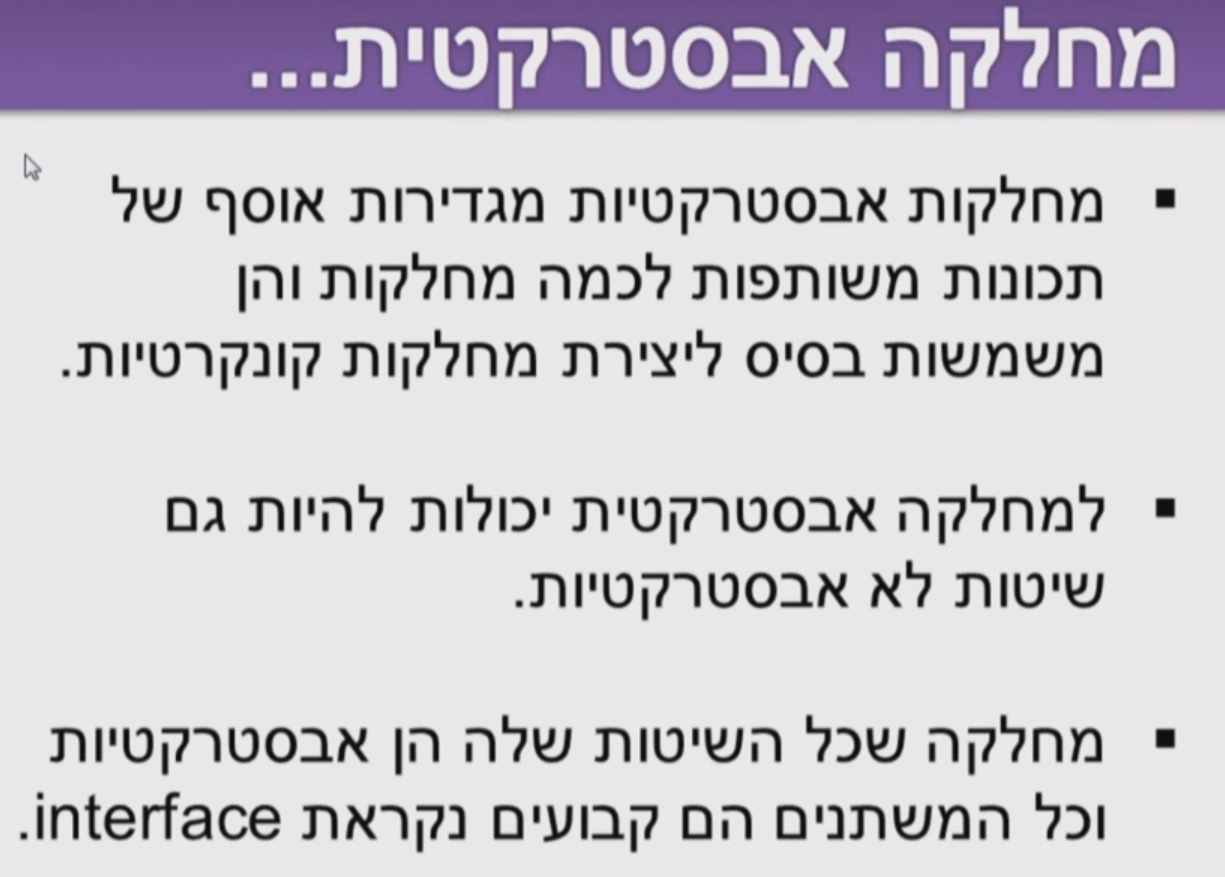 מחלקה אבסטרקטית...
▪ מחלקות אבסטרקטיות מגדירות אוסף של
תכונות משותפות לכמה מחלקות והן
משמשות בסיס ליצירת מחלקות קונקרטיות.
▪ למחלקה אבסטרקטית יכולות להיות גם
שיטות לא אבסטרקטיות.
▪ מחלקה שכל השיטות שלה הן אבסטרקטיות
וכל המשתנים הם קבועים נקראת interface.